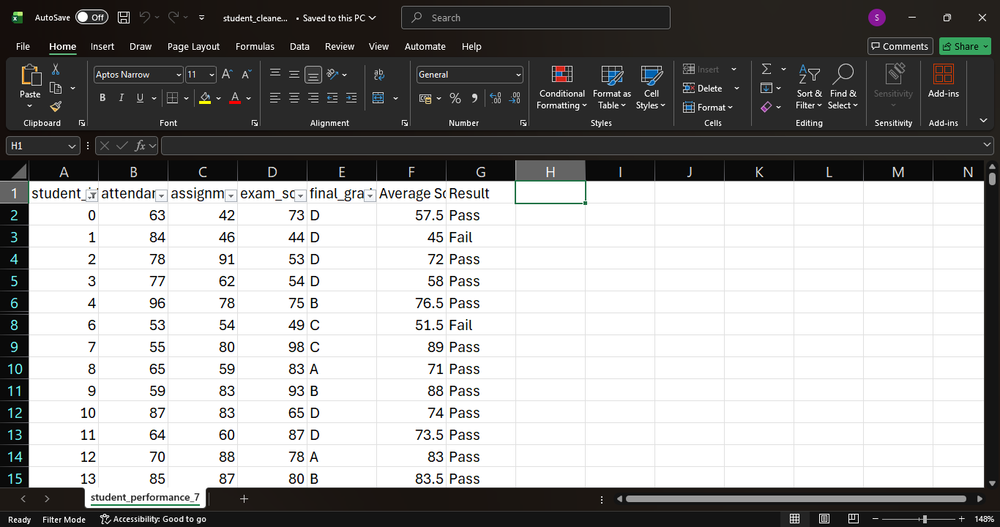 AutoSave Off student_cleane... • Saved to this PC Search S
File Home Insert Draw Page Layout Formulas Data Review View Automate Help Comments Share
Paste Aptos Narrow 11 A A ab General Conditional Formatting Format as Table Cell Styles Insert Delete Format Sort & Filter Find & Select Sensitivity Add-ins
B I U A % 9
Clipboard Font Alignment Number Styles Cells Editing Sensitivity Add-ins
H1 fx
A B C D E F G H I J K L M N
1 student_ attendar assignm exam_sc final_gra Average Sc Result
2 0 63 42 73 D 57.5 Pass
3 1 84 46 44 D 45 Fail
4 2 78 91 53 D 72 Pass
5 3 77 62 54 D 58 Pass
6 4 96 78 75 B 76.5 Pass
8 6 53 54 49 C 51.5 Fail
9 7 55 80 98 C 89 Pass
10 8 65 59 83 A 71 Pass
11 9 59 83 93 B 88 Pass
12 10 87 83 65 D 74 Pass
13 11 64 60 87 D 73.5 Pass
14 12 70 88 78 A 83 Pass
15 13 85 87 80 B 83.5 Pass
student_performance_7
Ready Filter Mode Accessibility: Good to go 148%